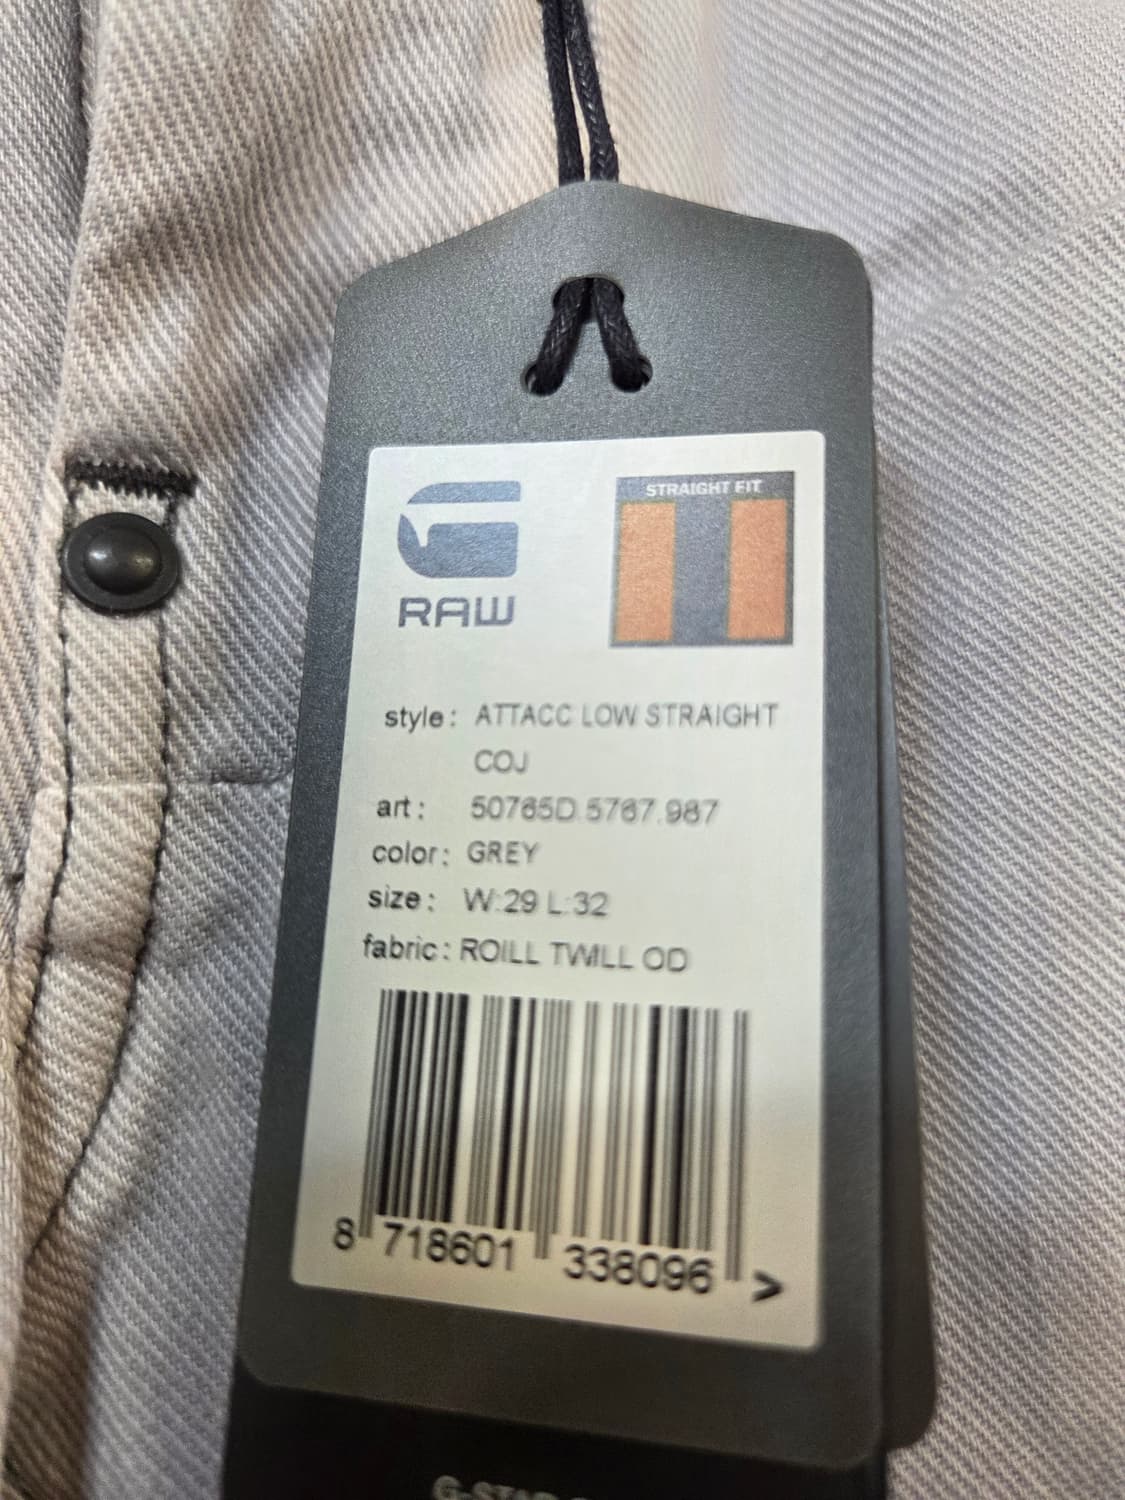 STRAIGHT FIT
RAW
style: ATTACC LOW STRAIGHT
COJ
art: 50765D.5767.987
color: GREY
size: W:29 L:32
fabric: ROILL TWILL OD
8 718601 338096 >
G-STAR